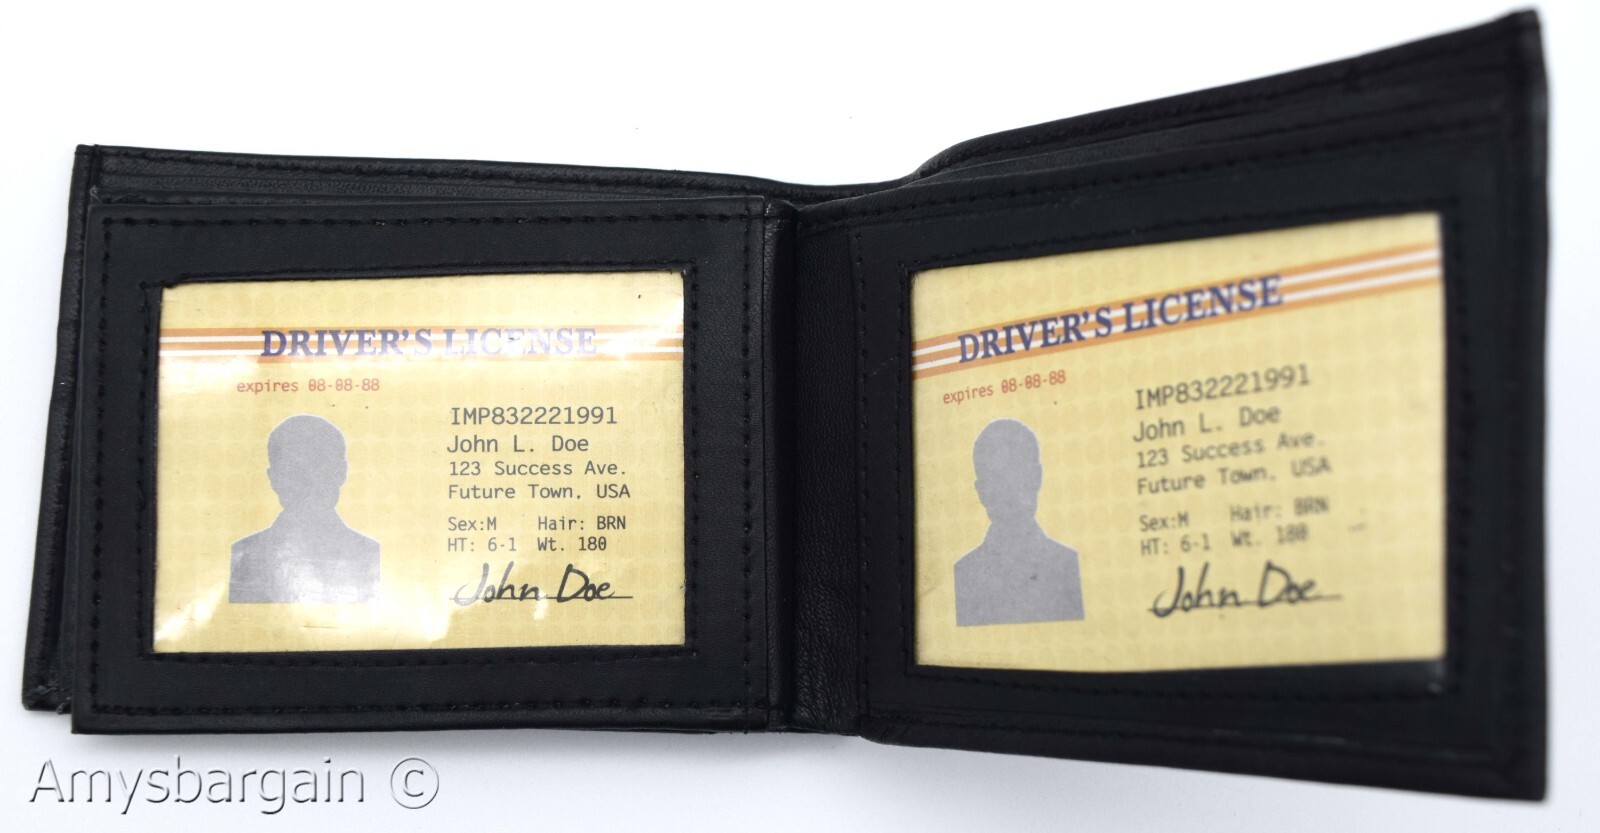 DRIVER'S LICENSE
expires 08-08-88
IMP832221991
John L. Doe
123 Success Ave.
Future Town, USA
Sex:M Hair: BRN
HT: 6-1 Wt. 180
John Doe
DRIVER'S LICENSE
expires 08-08-88
IMP832221991
John L. Doe
123 Success Ave.
Future Town, USA
Sex:M Hair: BRN
HT: 6-1 Wt. 180
John Doe
Amysbargain ©